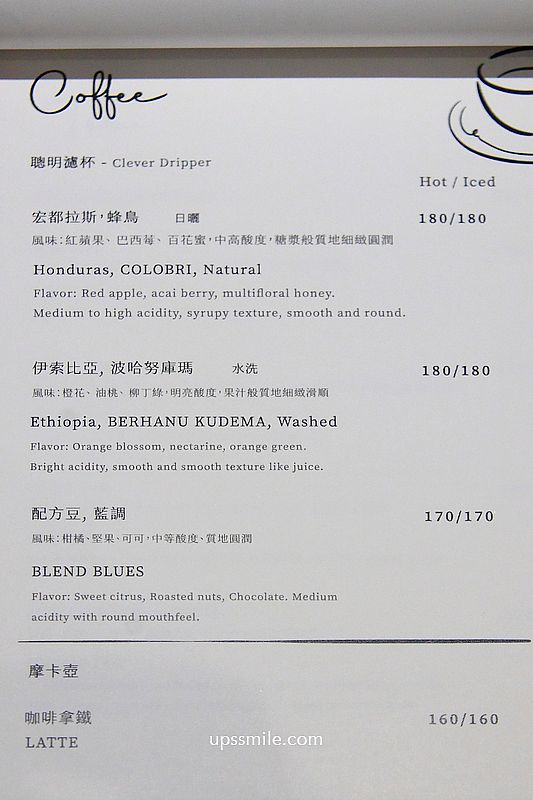 Coffee
聰明濾杯 - Clever Dripper
Hot / Iced
宏都拉斯，蜂鳥 日曬 180/180
風味：紅蘋果、巴西莓、百花蜜，中高酸度，糖漿般質地細緻圓潤
Honduras, COLOBRI, Natural
Flavor: Red apple, acai berry, multifloral honey.
Medium to high acidity, syrupy texture, smooth and round.
伊索比亞, 波哈努庫瑪 水洗 180/180
風味：橙花、油桃、柳丁綠，明亮酸度，果汁般質地細緻滑順
Ethiopia, BERHANU KUDEMA, Washed
Flavor: Orange blossom, nectarine, orange green.
Bright acidity, smooth and smooth texture like juice.
配方豆, 藍調 170/170
風味：柑橘、堅果、可可，中等酸度、質地圓潤
BLEND BLUES
Flavor: Sweet citrus, Roasted nuts, Chocolate. Medium
acidity with round mouthfeel.
摩卡壺
咖啡拿鐵 160/160
LATTE
upssmile.com